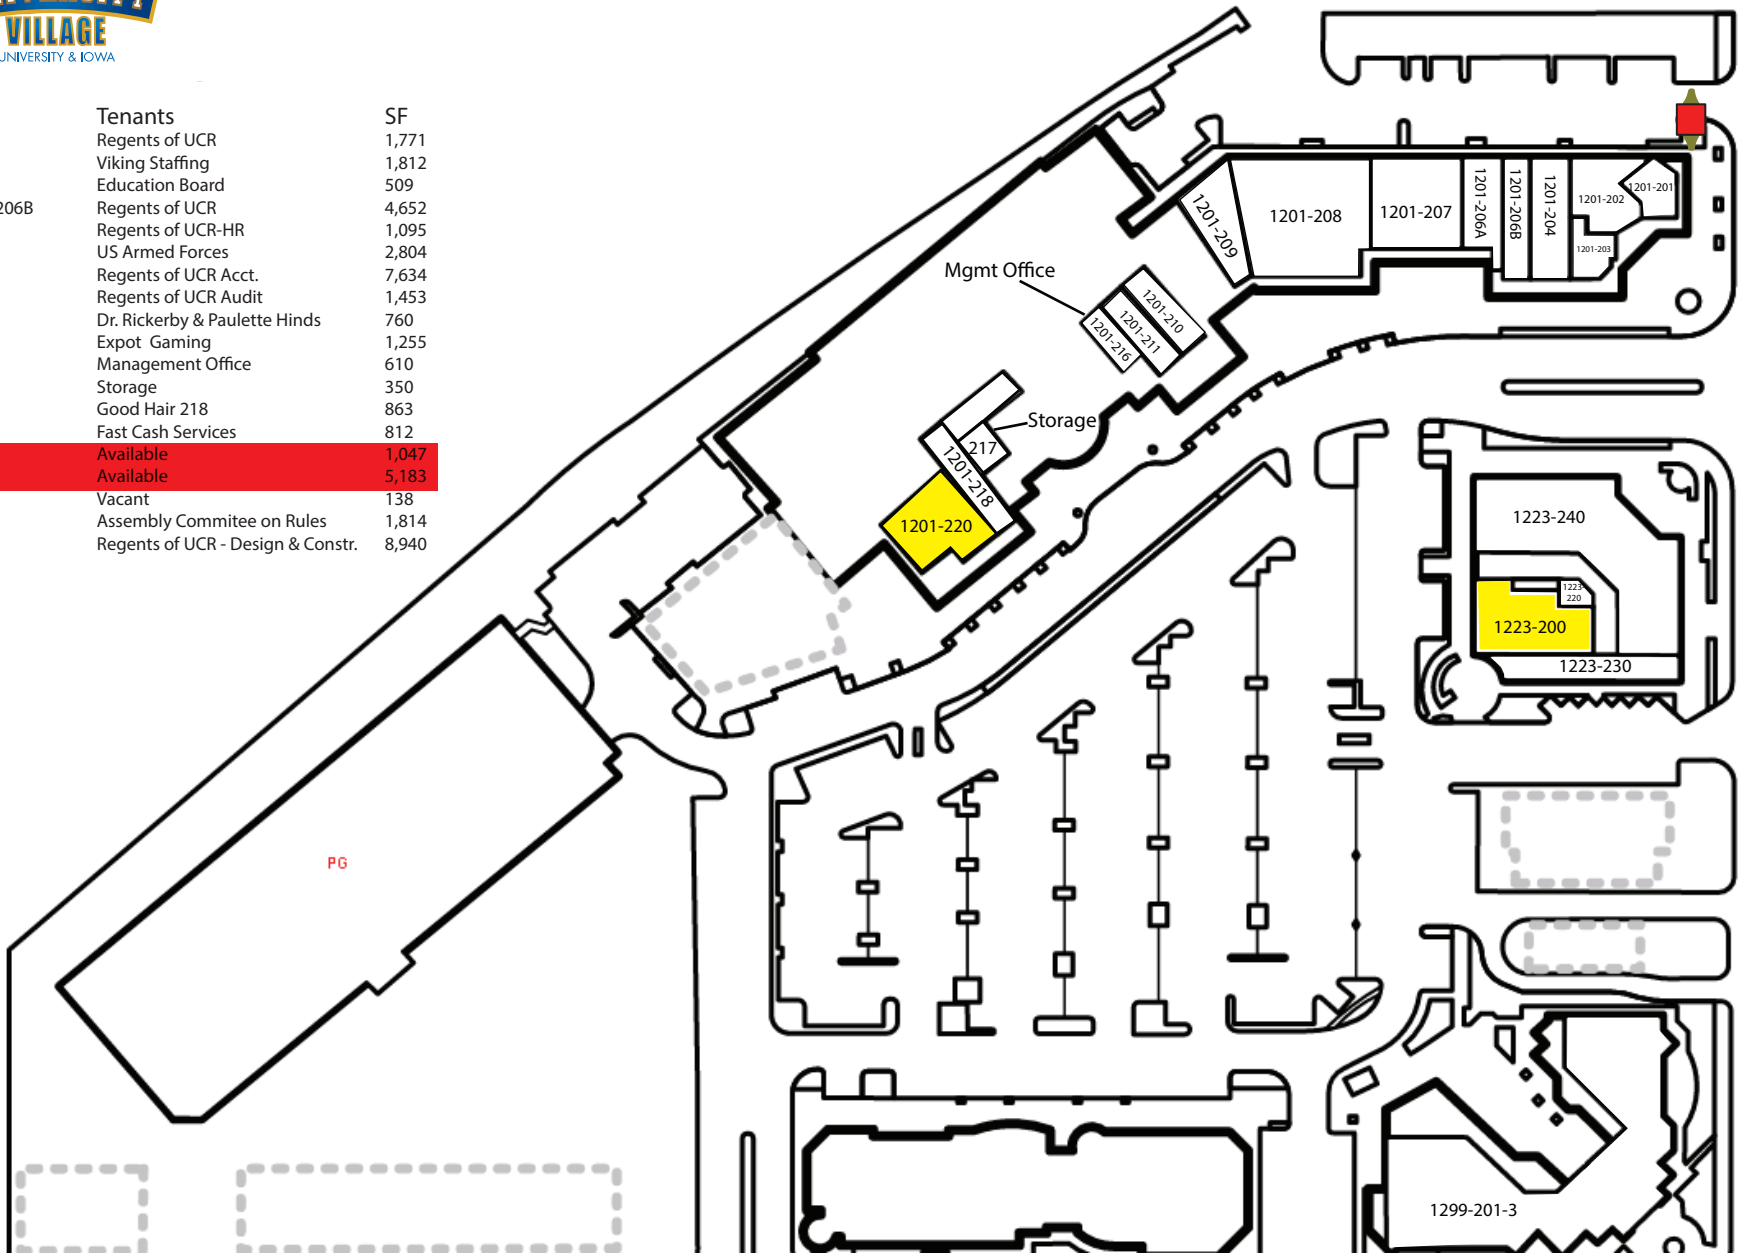 VILLAGE
UNIVERSITY & IOWA
Tenants SF
Regents of UCR 1,771
Viking Staffing 1,812
Education Board 509
206B Regents of UCR 4,652
Regents of UCR-HR 1,095
US Armed Forces 2,804
Regents of UCR Acct. 7,634
Regents of UCR Audit 1,453
Dr. Rickerby & Paulette Hinds 760
Expot Gaming 1,255
Management Office 610
Storage 350
Good Hair 218 863
Fast Cash Services 812
Available 1,047
Available 5,183
Vacant 138
Assembly Commitee on Rules 1,814
Regents of UCR - Design & Constr. 8,940
1201-209
1201-208
1201-207
1201-206A
1201-206B
1201-204
1201-202
1201-201
1201-203
Mgmt Office
1201-210
1201-211
1201-216
Storage
217
1201-218
1201-220
1223-240
1223-
220
1223-200
1223-230
PG
1299-201-3